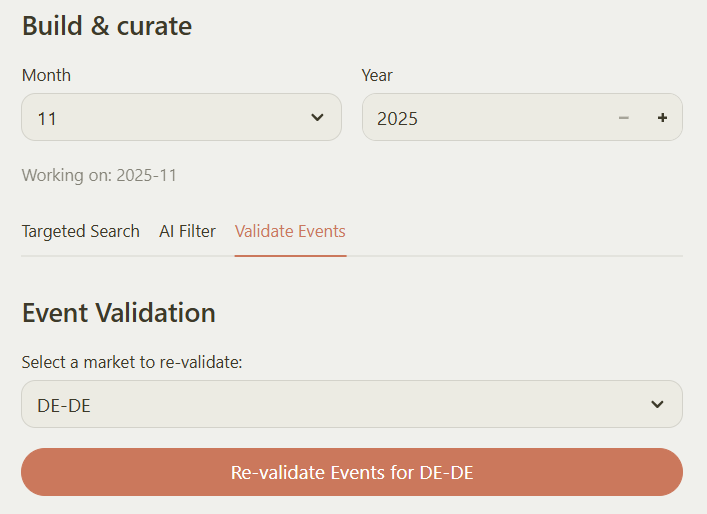 Build & curate
Month Year
11 2025 − +
Working on: 2025-11
Targeted Search AI Filter Validate Events
Event Validation
Select a market to re-validate:
DE-DE
Re-validate Events for DE-DE